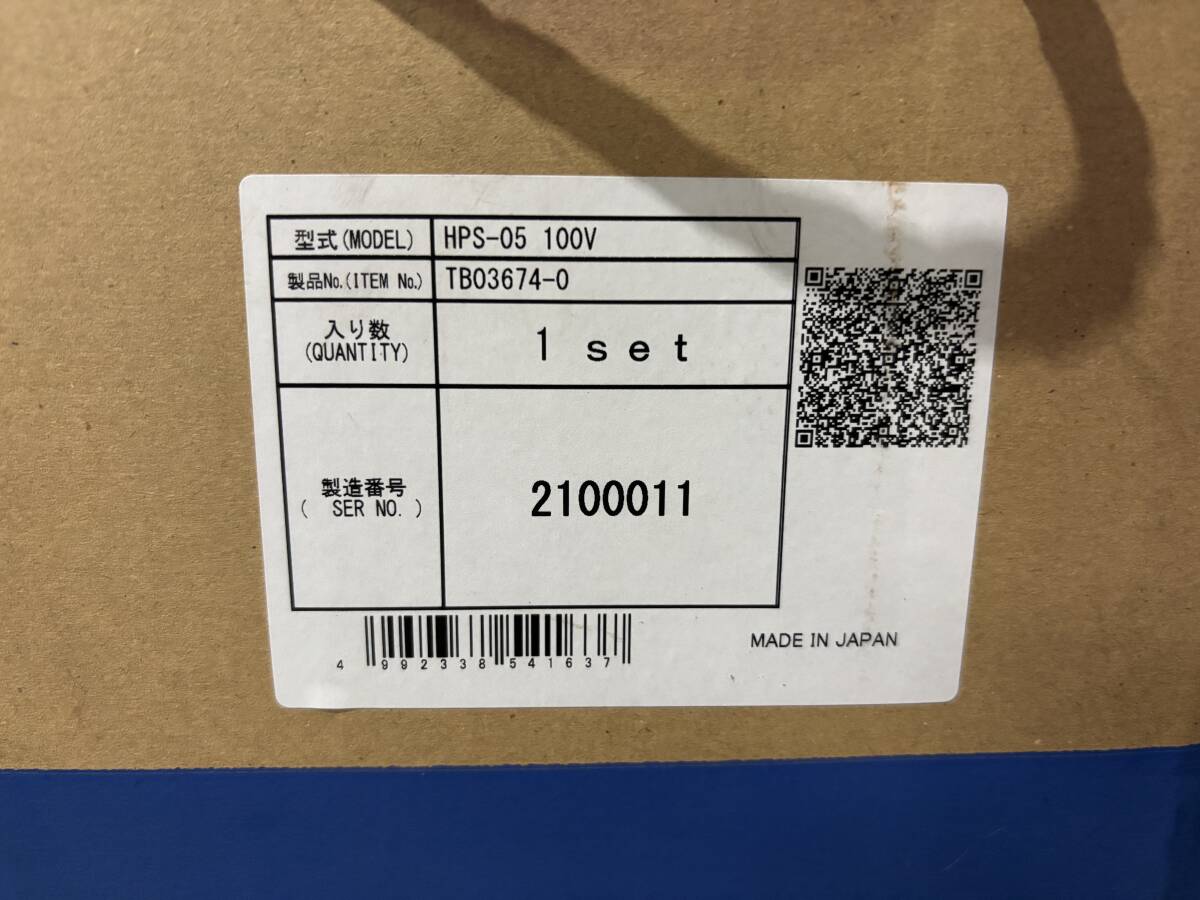 型式(MODEL) HPS-05 100V
製品No.(ITEM No.) TB03674-0
入り数
(QUANTITY)
1 set
製造番号
( SER NO. )
2100011
4 992338 541637
MADE IN JAPAN